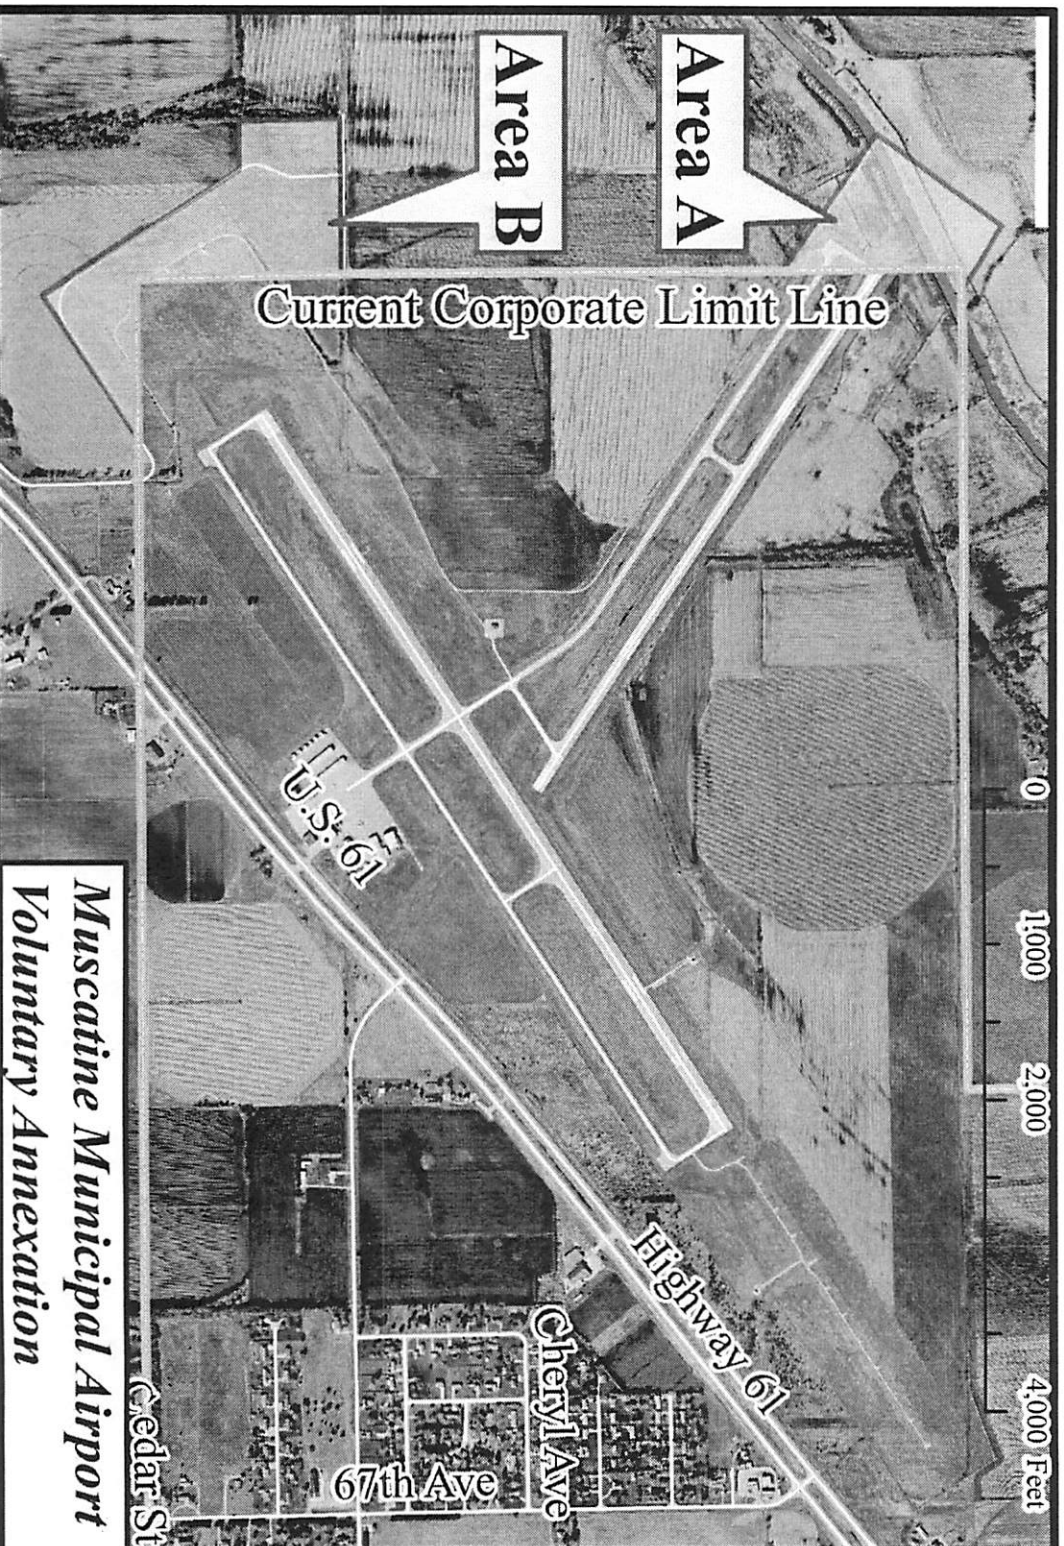 0 1,000 2,000 4,000 Feet
Area A
Area B
Current Corporate Limit Line
Highway 61
U.S. 61
Cheryl Ave
67th Ave
Cedar St
Muscatine Municipal Airport
Voluntary Annexation